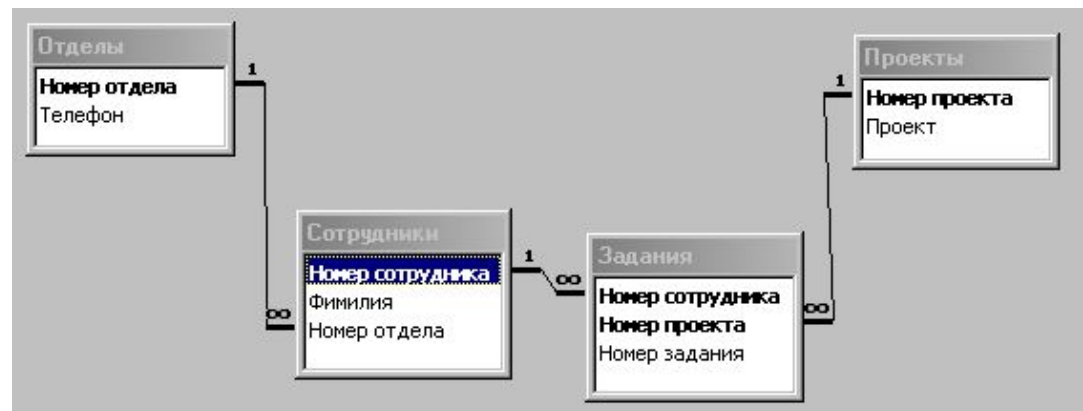 Отделы
Номер отдела
Телефон
1
∞
Сотрудники
Номер сотрудника
Фимилия
Номер отдела
1
∞
Задания
Номер сотрудника
Номер проекта
Номер задания
∞
1
Проекты
Номер проекта
Проект